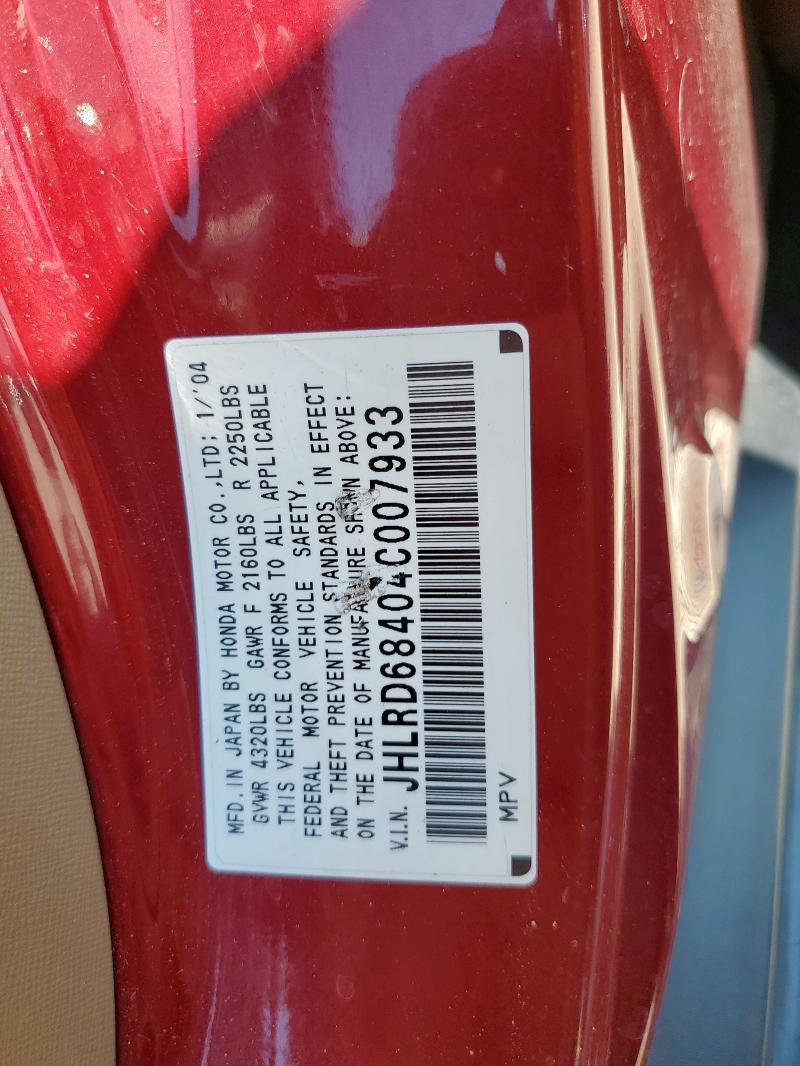 MFD. IN JAPAN BY HONDA MOTOR CO.,LTD; 1/'04
GVWR 4320LBS GAWR F 2160LBS R 2250LBS
THIS VEHICLE CONFORMS TO ALL APPLICABLE
FEDERAL MOTOR VEHICLE SAFETY,
AND THEFT PREVENTION STANDARDS IN EFFECT
ON THE DATE OF MANUFACTURE SHOWN ABOVE:
V.I.N. JHLRD68404C007933
MPV